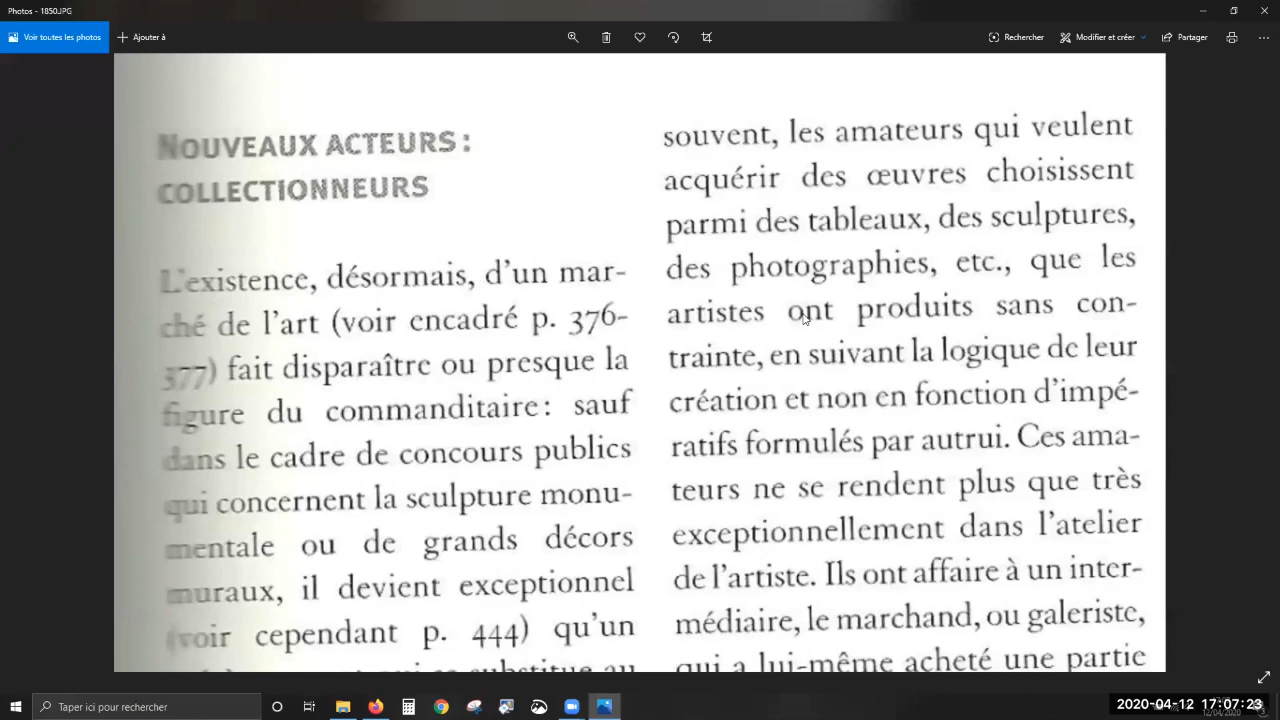 Photos - 1850.JPG
Voir toutes les photos
Ajouter à
Rechercher
Modifier et créer
Partager
NOUVEAUX ACTEURS :
COLLECTIONNEURS
L'existence, désormais, d'un mar-
ché de l'art (voir encadré p. 376-
377) fait disparaître ou presque la
figure du commanditaire : sauf
dans le cadre de concours publics
qui concernent la sculpture monu-
mentale ou de grands décors
muraux, il devient exceptionnel
(voir cependant p. 444) qu'un
souvent, les amateurs qui veulent
acquérir des œuvres choisissent
parmi des tableaux, des sculptures,
des photographies, etc., que les
artistes ont produits sans con-
trainte, en suivant la logique de leur
création et non en fonction d'impé-
ratifs formulés par autrui. Ces ama-
teurs ne se rendent plus que très
exceptionnellement dans l'atelier
de l'artiste. Ils ont affaire à un inter-
médiaire, le marchand, ou galeriste,
qui a lui-même acheté une partie
Taper ici pour rechercher
2020-04-12 17:07:23
12/04/2020